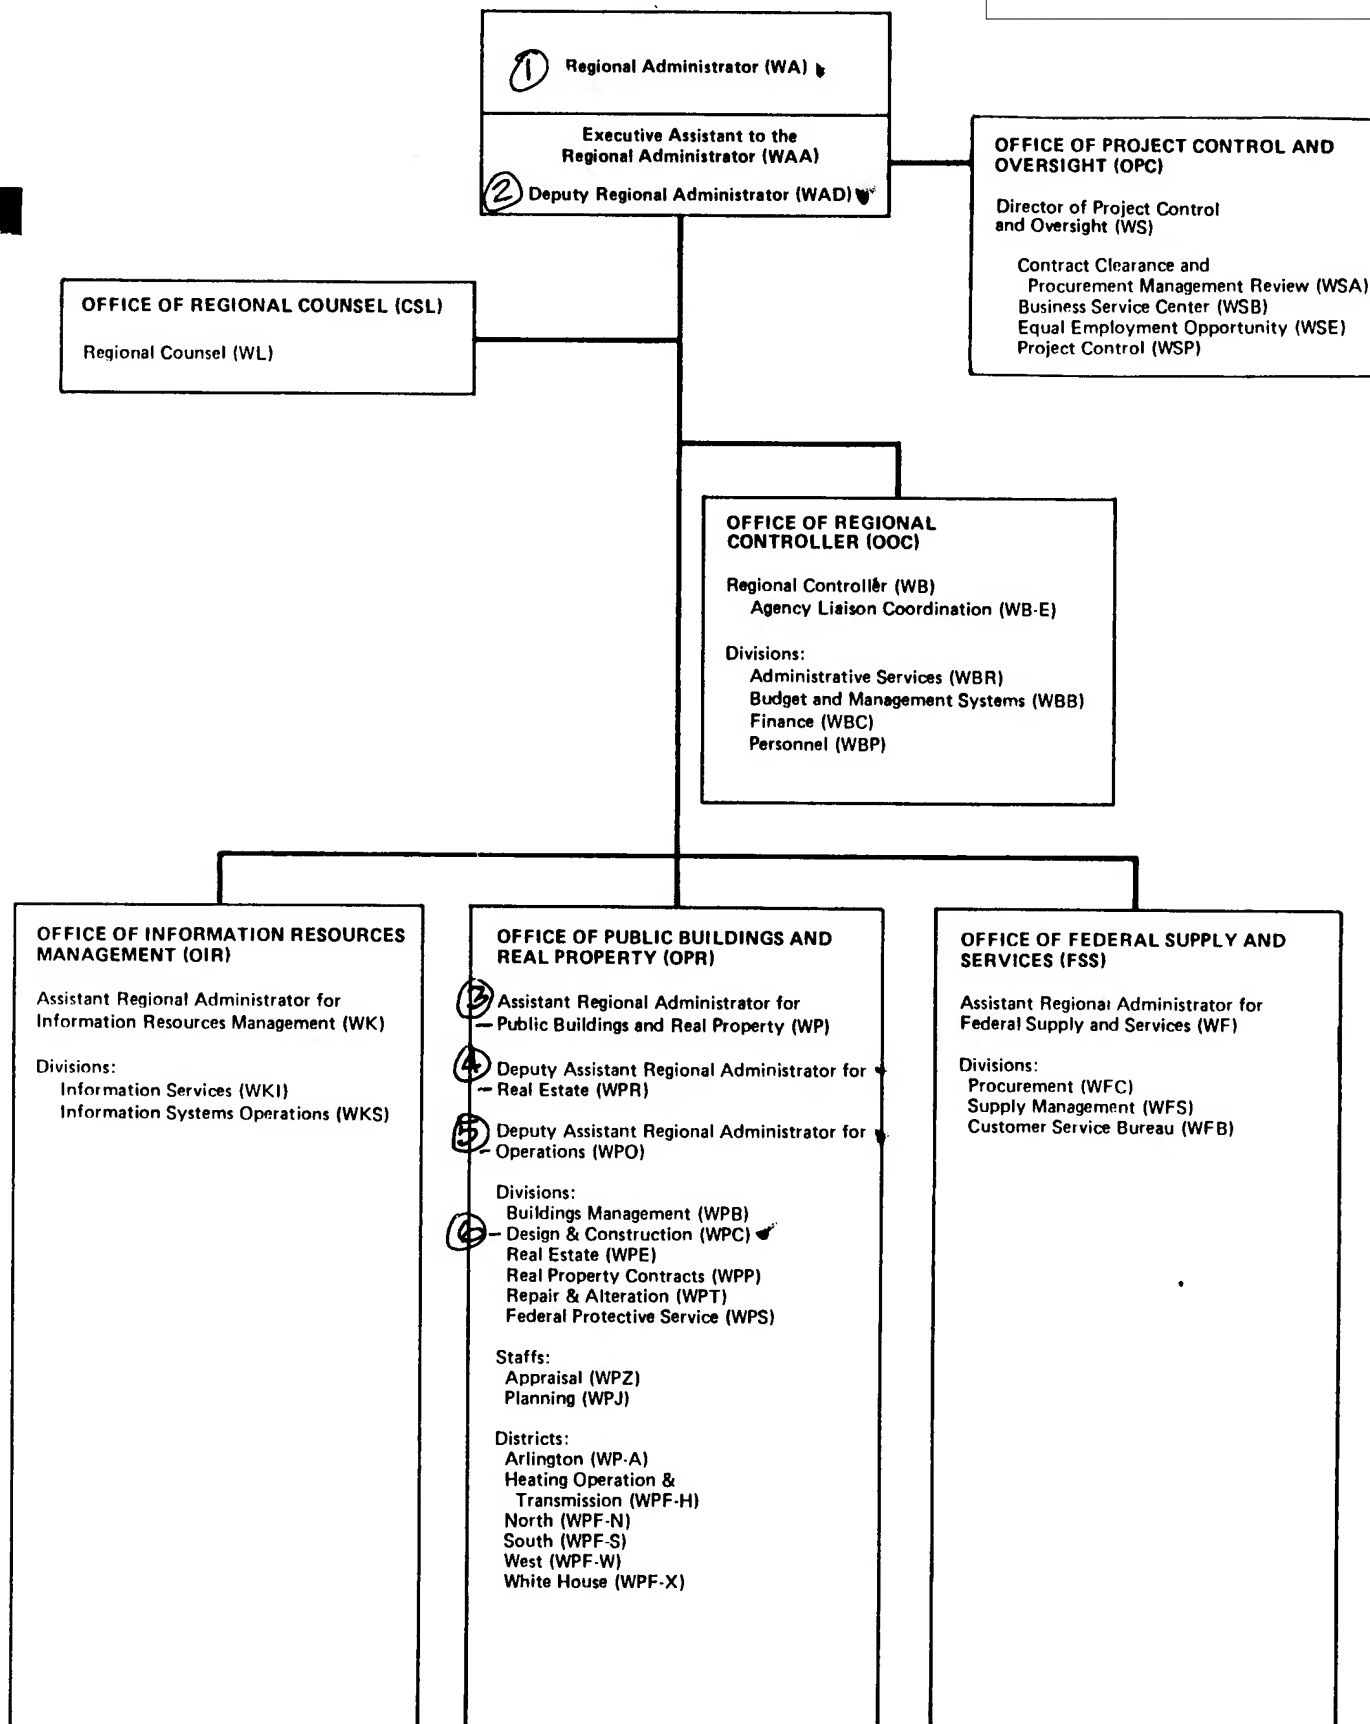 ① Regional Administrator (WA)
Executive Assistant to the
Regional Administrator (WAA)
② Deputy Regional Administrator (WAD)
OFFICE OF PROJECT CONTROL AND
OVERSIGHT (OPC)
Director of Project Control
and Oversight (WS)
Contract Clearance and
Procurement Management Review (WSA)
Business Service Center (WSB)
Equal Employment Opportunity (WSE)
Project Control (WSP)
OFFICE OF REGIONAL COUNSEL (CSL)
Regional Counsel (WL)
OFFICE OF REGIONAL
CONTROLLER (OOC)
Regional Controller (WB)
Agency Liaison Coordination (WB-E)
Divisions:
Administrative Services (WBR)
Budget and Management Systems (WBB)
Finance (WBC)
Personnel (WBP)
OFFICE OF INFORMATION RESOURCES
MANAGEMENT (OIR)
Assistant Regional Administrator for
Information Resources Management (WK)
Divisions:
Information Services (WKI)
Information Systems Operations (WKS)
OFFICE OF PUBLIC BUILDINGS AND
REAL PROPERTY (OPR)
③ Assistant Regional Administrator for
– Public Buildings and Real Property (WP)
④ Deputy Assistant Regional Administrator for
– Real Estate (WPR)
⑤ Deputy Assistant Regional Administrator for
– Operations (WPO)
Divisions:
Buildings Management (WPB)
⑥ – Design & Construction (WPC)
Real Estate (WPE)
Real Property Contracts (WPP)
Repair & Alteration (WPT)
Federal Protective Service (WPS)
Staffs:
Appraisal (WPZ)
Planning (WPJ)
Districts:
Arlington (WP-A)
Heating Operation &
Transmission (WPF-H)
North (WPF-N)
South (WPF-S)
West (WPF-W)
White House (WPF-X)
OFFICE OF FEDERAL SUPPLY AND
SERVICES (FSS)
Assistant Regional Administrator for
Federal Supply and Services (WF)
Divisions:
Procurement (WFC)
Supply Management (WFS)
Customer Service Bureau (WFB)